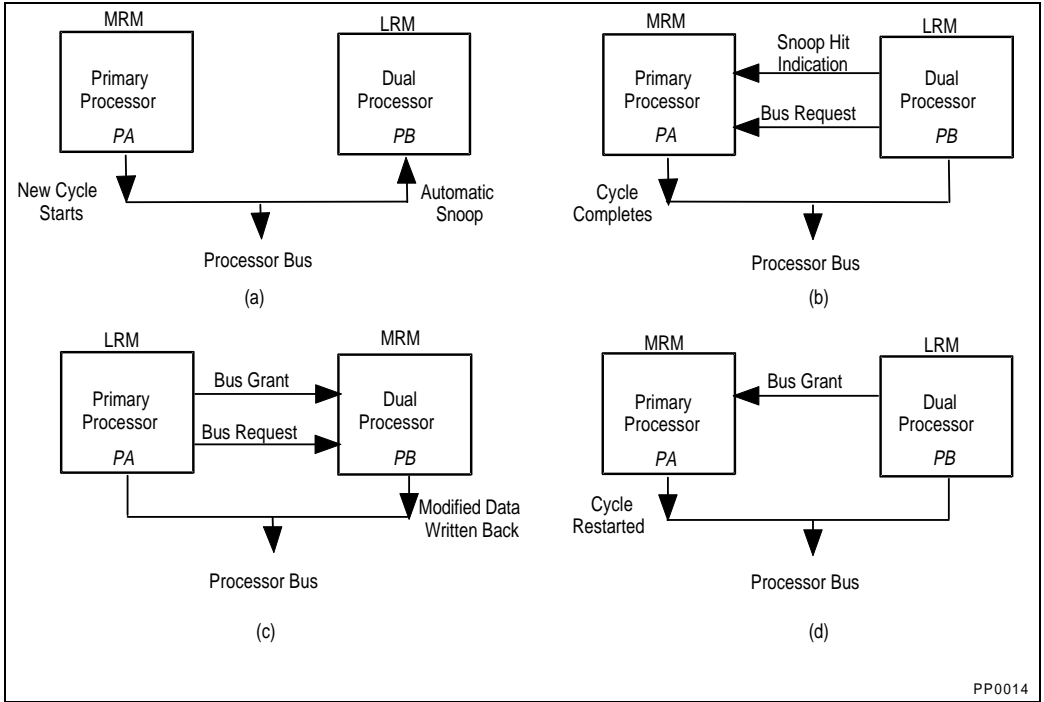 MRM
LRM
Primary
Processor
PA
Dual
Processor
PB
New Cycle
Starts
Automatic
Snoop
Processor Bus
(a)
MRM
LRM
Primary
Processor
PA
Snoop Hit
Indication
Bus Request
Dual
Processor
PB
Cycle
Completes
Processor Bus
(b)
LRM
MRM
Primary
Processor
PA
Bus Grant
Bus Request
Dual
Processor
PB
Modified Data
Written Back
Processor Bus
(c)
MRM
LRM
Primary
Processor
PA
Bus Grant
Dual
Processor
PB
Cycle
Restarted
Processor Bus
(d)
PP0014